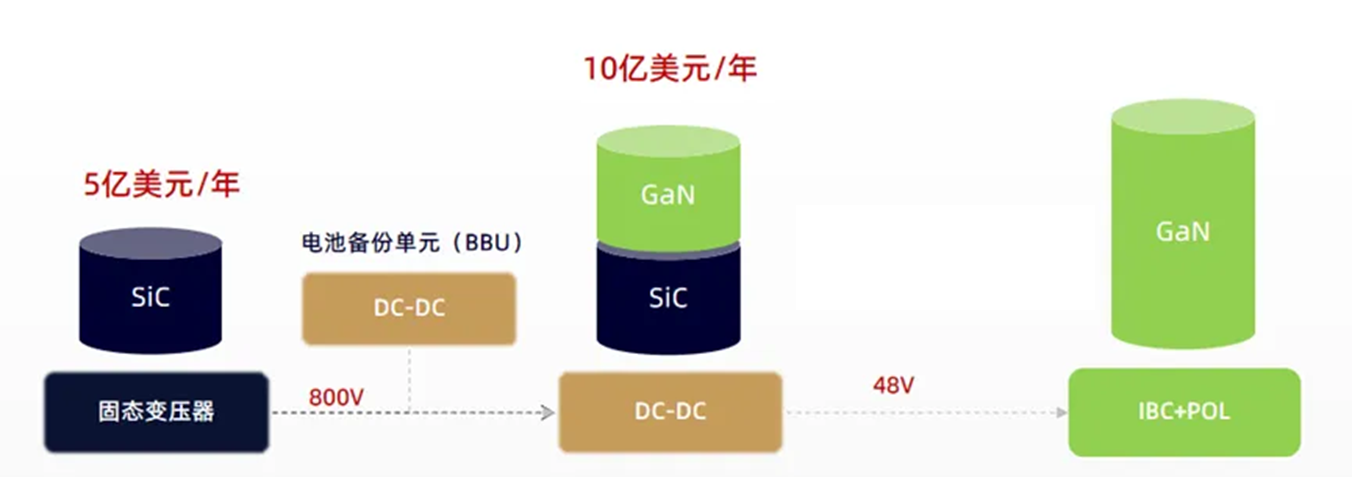 10亿美元/年
5亿美元/年
GaN
GaN
电池备份单元（BBU）
SiC
DC-DC
SiC
800V
48V
固态变压器
DC-DC
IBC+POL